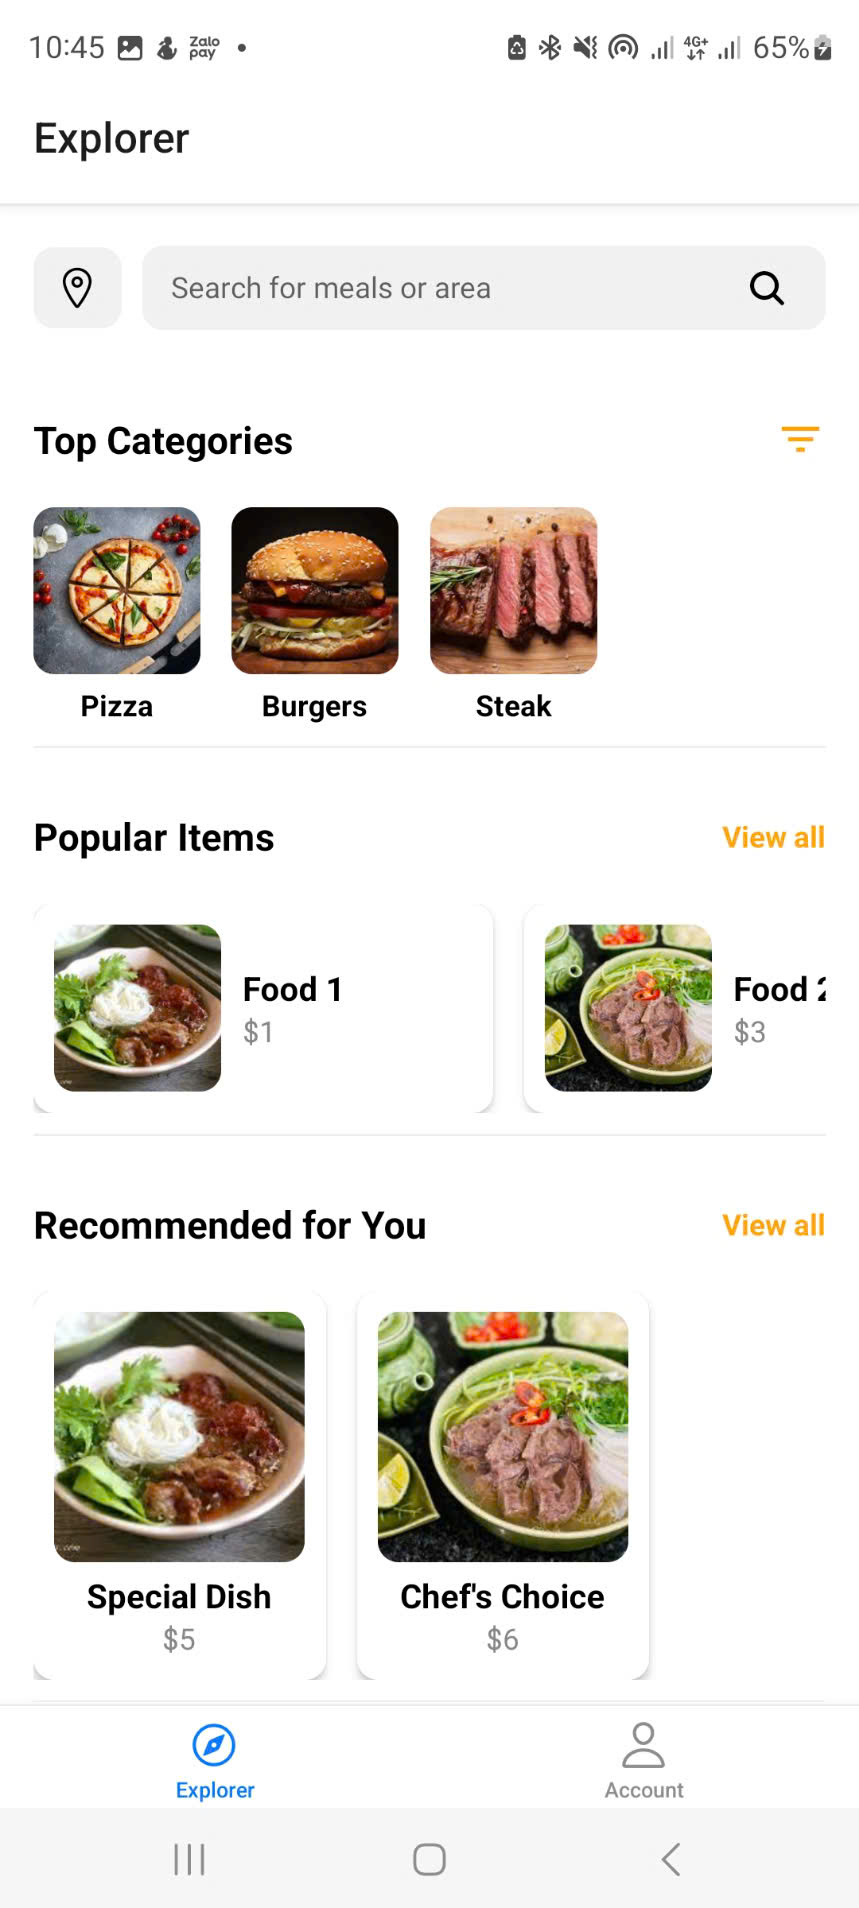 10:45 Zalo pay 4G+ 65%
Explorer
Search for meals or area
Top Categories
Pizza Burgers Steak
Popular Items View all
Food 1 Food 2
$1 $3
Recommended for You View all
Special Dish Chef's Choice
$5 $6
Explorer Account